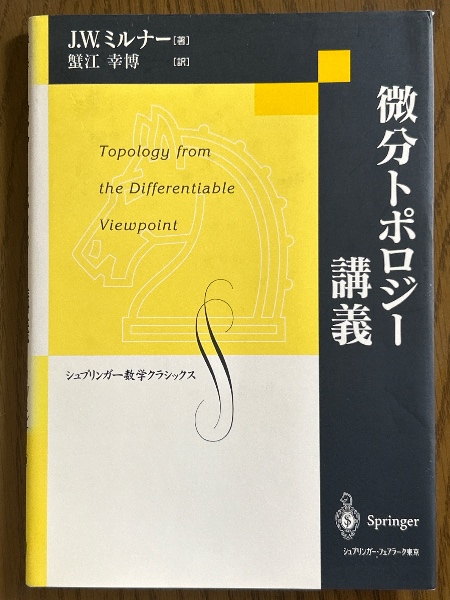 J.W.ミルナー[著]
蟹江 幸博 [訳]
微分トポロジー
講義
Topology from
the Differentiable
Viewpoint
シュプリンガー数学クラシックス
Springer
シュプリンガー・フェアラーク東京